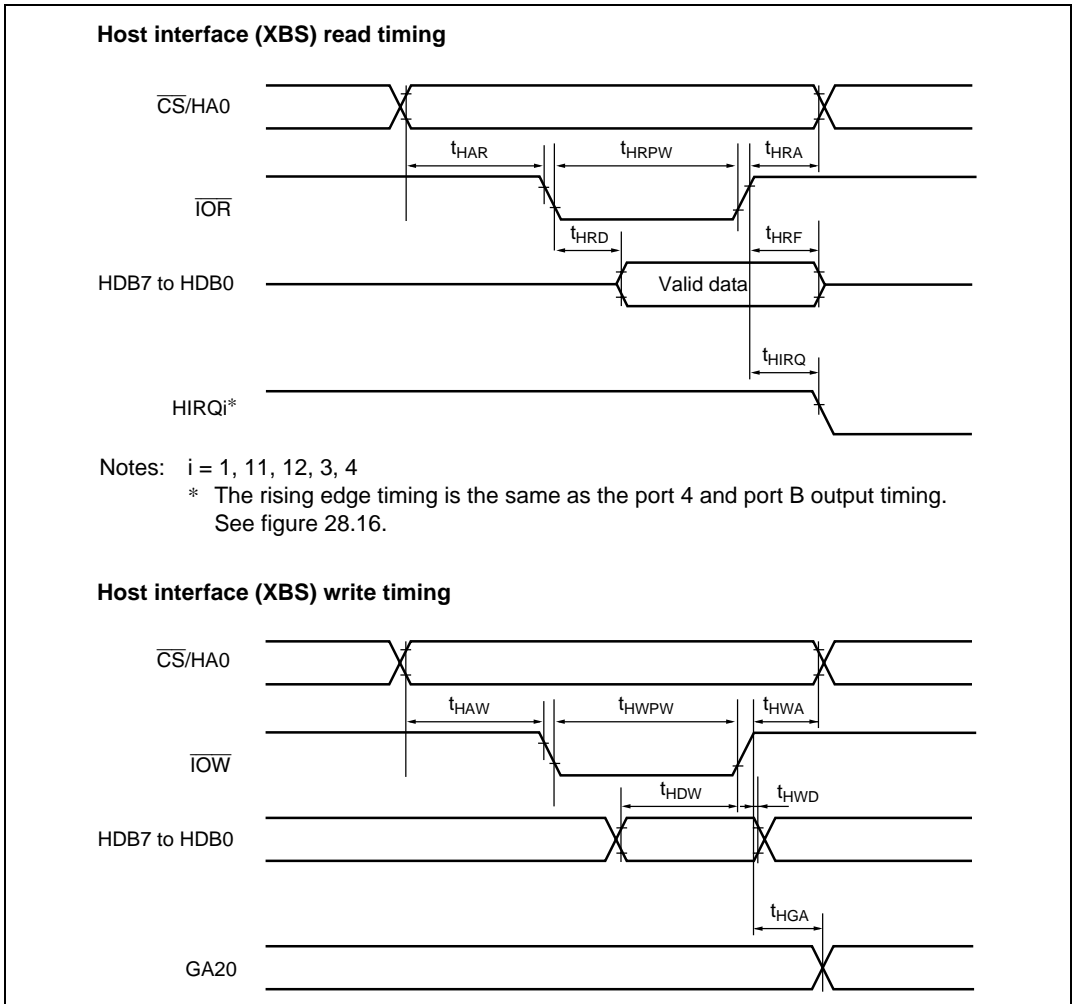 Host interface (XBS) read timing
CS/HA0
tHAR tHRPW tHRA
IOR
tHRD tHRF
HDB7 to HDB0 Valid data
tHIRQ
HIRQi*
Notes: i = 1, 11, 12, 3, 4
* The rising edge timing is the same as the port 4 and port B output timing.
See figure 28.16.
Host interface (XBS) write timing
CS/HA0
tHAW tHWPW tHWA
IOW
tHDW tHWD
HDB7 to HDB0
tHGA
GA20